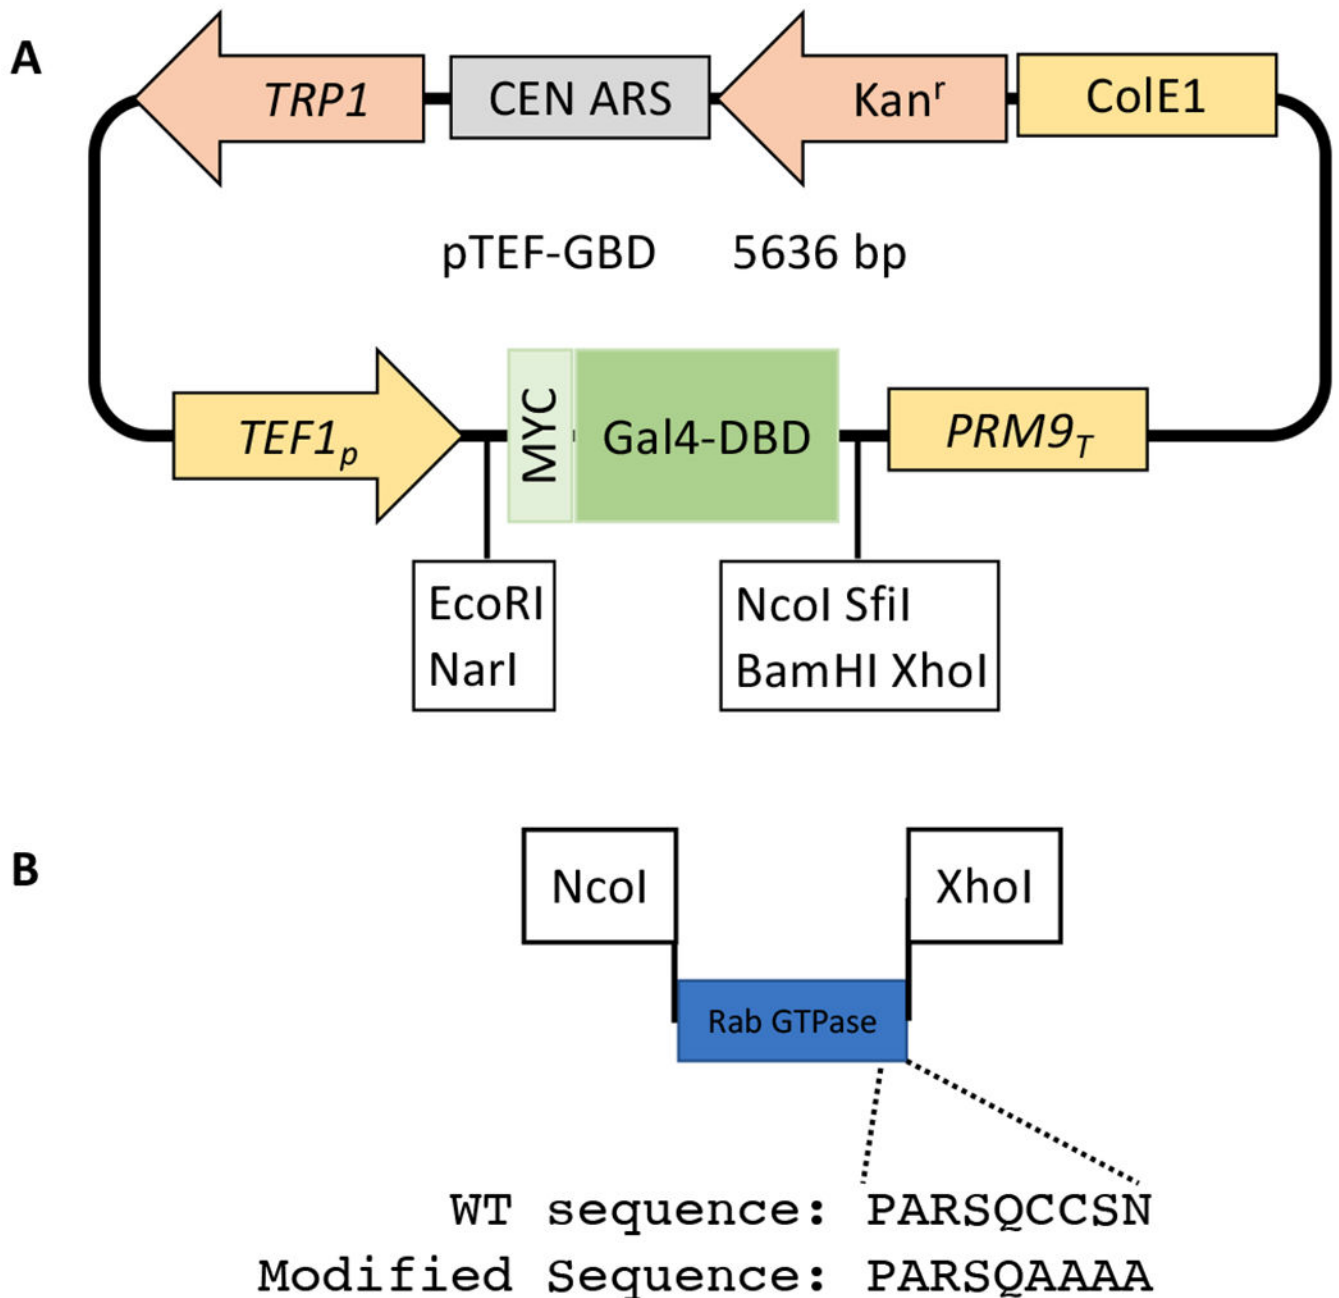 A
TRP1
CEN ARS
Kanʳ
ColE1
pTEF-GBD 5636 bp
TEF1p
MYC
Gal4-DBD
PRM9T
EcoRI
NarI
NcoI SfiI
BamHI XhoI
B
NcoI
XhoI
Rab GTPase
WT sequence: PARSQCCSN
Modified Sequence: PARSQAAAA